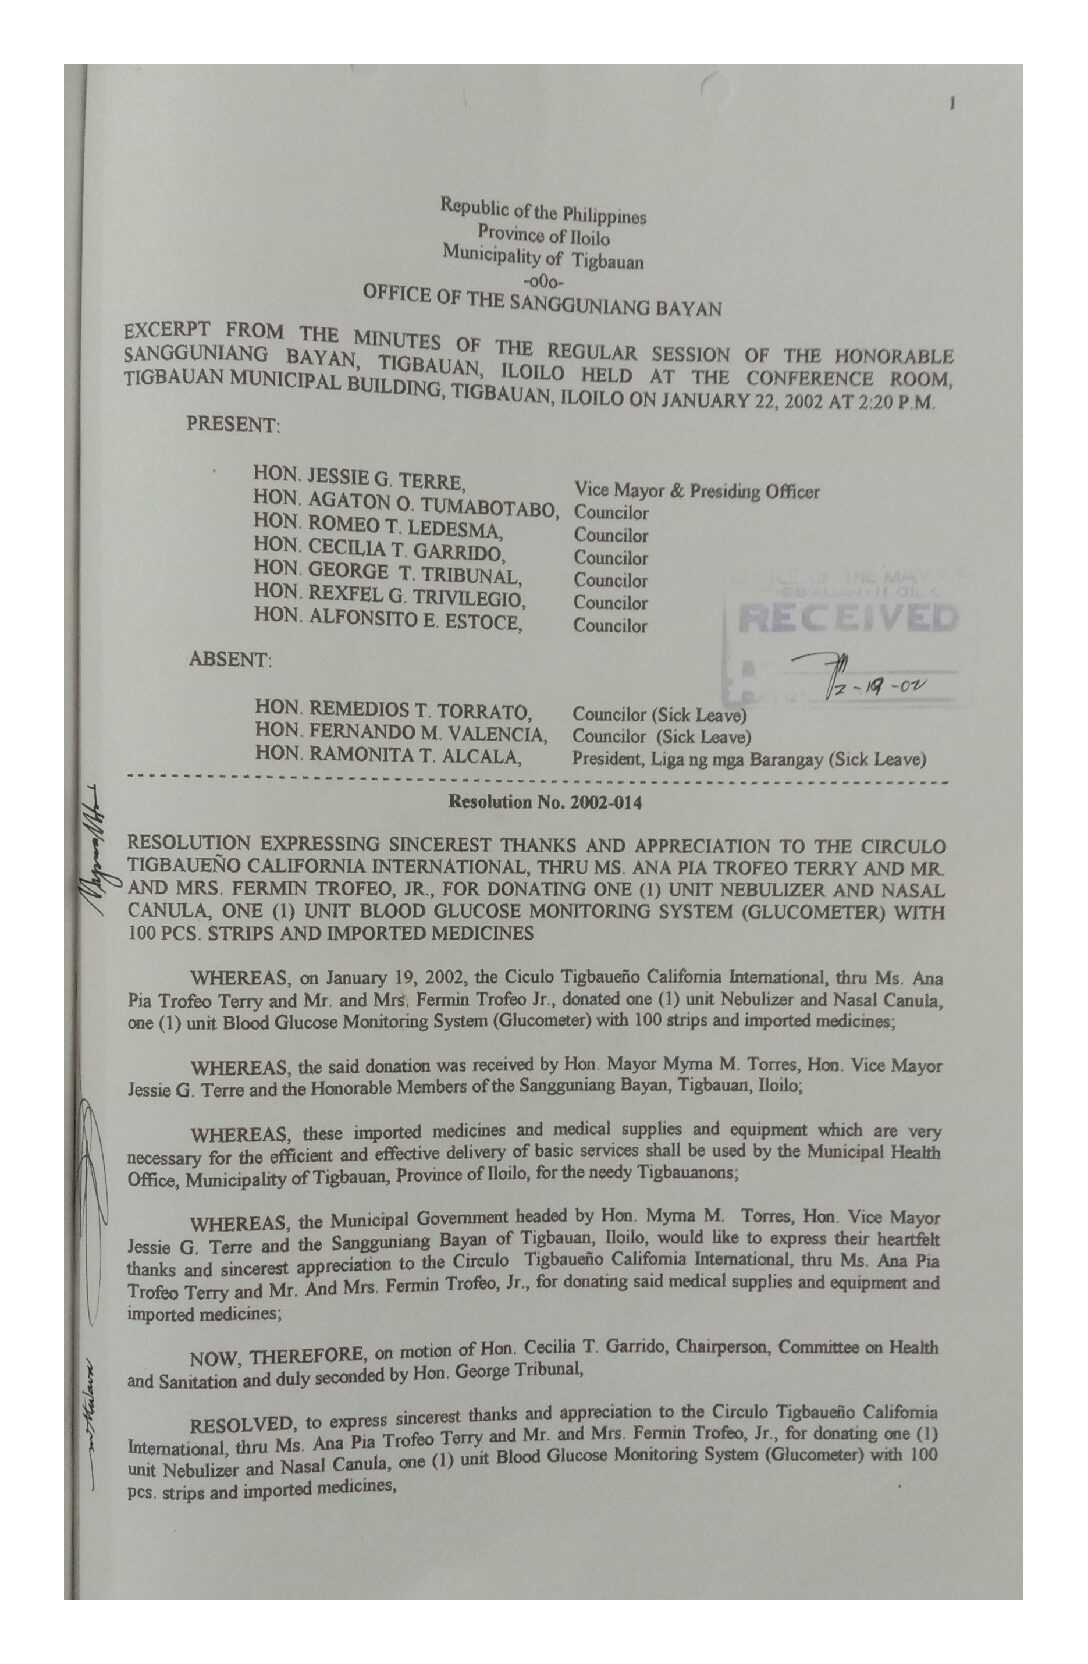 1
Republic of the Philippines
Province of Iloilo
Municipality of Tigbauan
-o0o-
OFFICE OF THE SANGGUNIANG BAYAN
EXCERPT FROM THE MINUTES OF THE REGULAR SESSION OF THE HONORABLE
SANGGUNIANG BAYAN, TIGBAUAN, ILOILO HELD AT THE CONFERENCE ROOM,
TIGBAUAN MUNICIPAL BUILDING, TIGBAUAN, ILOILO ON JANUARY 22, 2002 AT 2:20 P.M.
PRESENT:
HON. JESSIE G. TERRE, Vice Mayor & Presiding Officer
HON. AGATON O. TUMABOTABO, Councilor
HON. ROMEO T. LEDESMA, Councilor
HON. CECILIA T. GARRIDO, Councilor
HON. GEORGE T. TRIBUNAL, Councilor
HON. REXFEL G. TRIVILEGIO, Councilor
HON. ALFONSITO E. ESTOCE, Councilor
RECEIVED
2-19-02
ABSENT:
HON. REMEDIOS T. TORRATO, Councilor (Sick Leave)
HON. FERNANDO M. VALENCIA, Councilor (Sick Leave)
HON. RAMONITA T. ALCALA, President, Liga ng mga Barangay (Sick Leave)
Resolution No. 2002-014
RESOLUTION EXPRESSING SINCEREST THANKS AND APPRECIATION TO THE CIRCULO
TIGBAUEÑO CALIFORNIA INTERNATIONAL, THRU MS. ANA PIA TROFEO TERRY AND MR.
AND MRS. FERMIN TROFEO, JR., FOR DONATING ONE (1) UNIT NEBULIZER AND NASAL
CANULA, ONE (1) UNIT BLOOD GLUCOSE MONITORING SYSTEM (GLUCOMETER) WITH
100 PCS. STRIPS AND IMPORTED MEDICINES
WHEREAS, on January 19, 2002, the Ciculo Tigbaueño California International, thru Ms. Ana
Pia Trofeo Terry and Mr. and Mrs. Fermin Trofeo Jr., donated one (1) unit Nebulizer and Nasal Canula,
one (1) unit Blood Glucose Monitoring System (Glucometer) with 100 strips and imported medicines;
WHEREAS, the said donation was received by Hon. Mayor Myrna M. Torres, Hon. Vice Mayor
Jessie G. Terre and the Honorable Members of the Sangguniang Bayan, Tigbauan, Iloilo;
WHEREAS, these imported medicines and medical supplies and equipment which are very
necessary for the efficient and effective delivery of basic services shall be used by the Municipal Health
Office, Municipality of Tigbauan, Province of Iloilo, for the needy Tigbauanons;
WHEREAS, the Municipal Government headed by Hon. Myrna M. Torres, Hon. Vice Mayor
Jessie G. Terre and the Sangguniang Bayan of Tigbauan, Iloilo, would like to express their heartfelt
thanks and sincerest appreciation to the Circulo Tigbaueño California International, thru Ms. Ana Pia
Trofeo Terry and Mr. And Mrs. Fermin Trofeo, Jr., for donating said medical supplies and equipment and
imported medicines;
NOW, THEREFORE, on motion of Hon. Cecilia T. Garrido, Chairperson, Committee on Health
and Sanitation and duly seconded by Hon. George Tribunal,
RESOLVED, to express sincerest thanks and appreciation to the Circulo Tigbaueño California
International, thru Ms. Ana Pia Trofeo Terry and Mr. and Mrs. Fermin Trofeo, Jr., for donating one (1)
unit Nebulizer and Nasal Canula, one (1) unit Blood Glucose Monitoring System (Glucometer) with 100
pcs. strips and imported medicines,